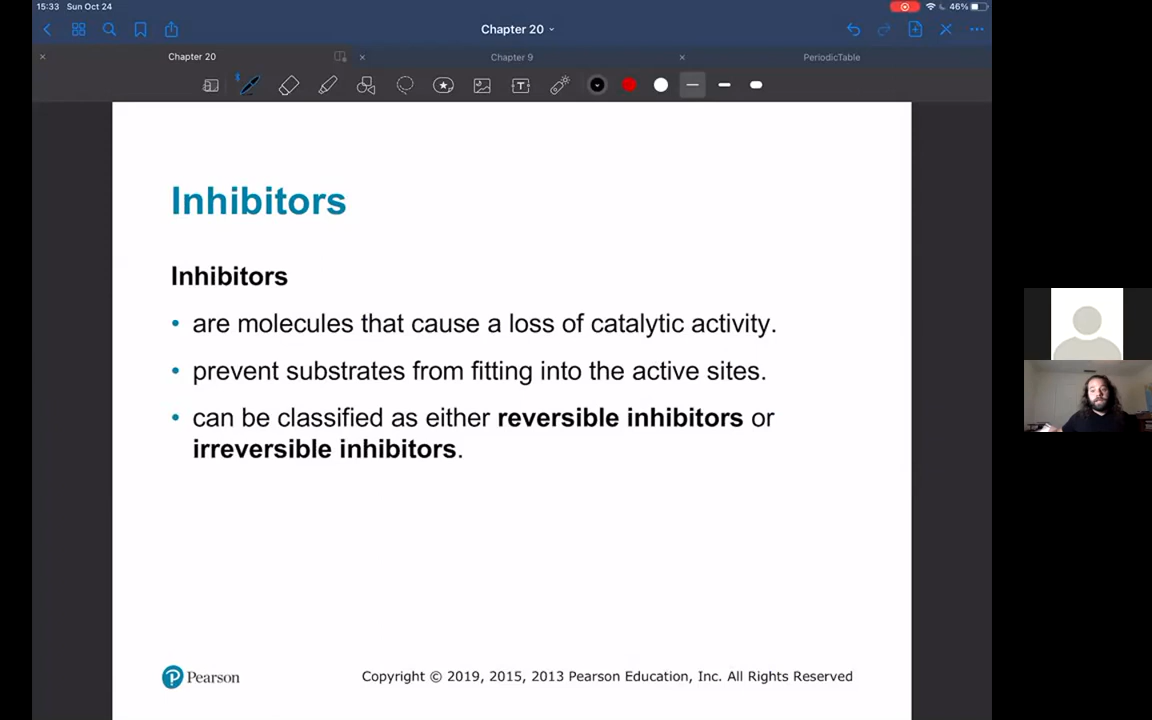 15:33 Sun Oct 24
46%
Chapter 20
Chapter 20
Chapter 9
PeriodicTable
Inhibitors
Inhibitors
• are molecules that cause a loss of catalytic activity.
• prevent substrates from fitting into the active sites.
• can be classified as either reversible inhibitors or
irreversible inhibitors.
Pearson
Copyright © 2019, 2015, 2013 Pearson Education, Inc. All Rights Reserved